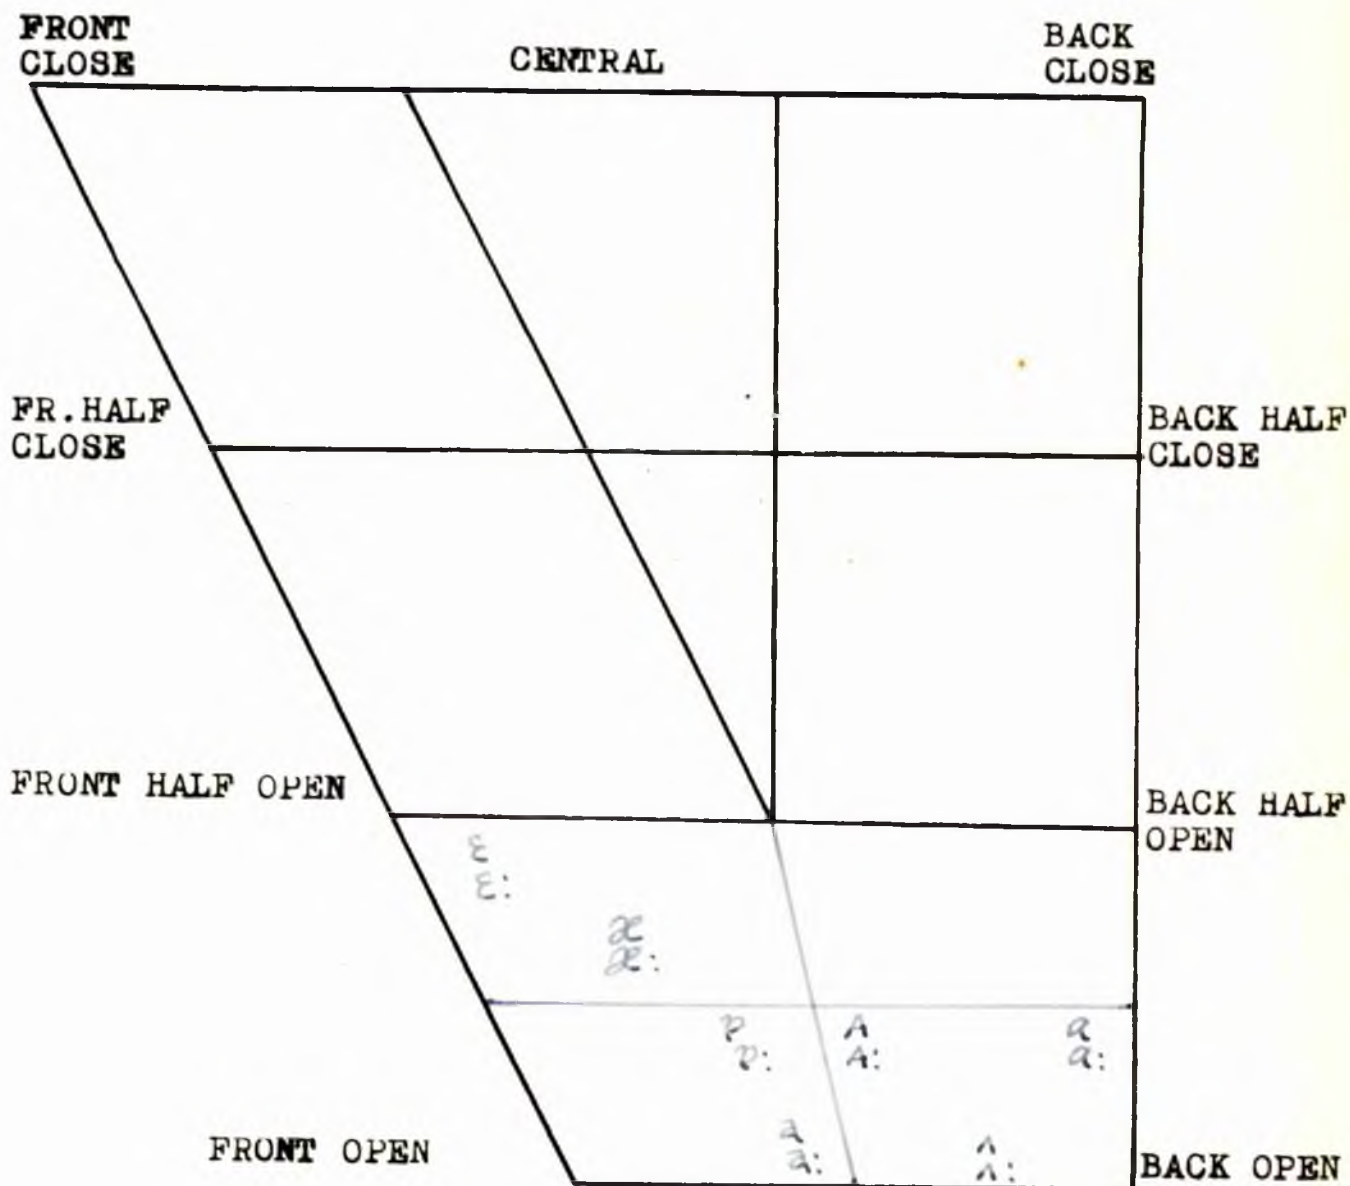 FRONT
CLOSE
CENTRAL
BACK
CLOSE
FR.HALF
CLOSE
BACK HALF
CLOSE
FRONT HALF OPEN
BACK HALF
OPEN
ɛ
ɛ:
æ
æ:
ɐ A ɑ
ɐ: A: ɑ:
ʌ
ʌ:
FRONT OPEN
BACK OPEN